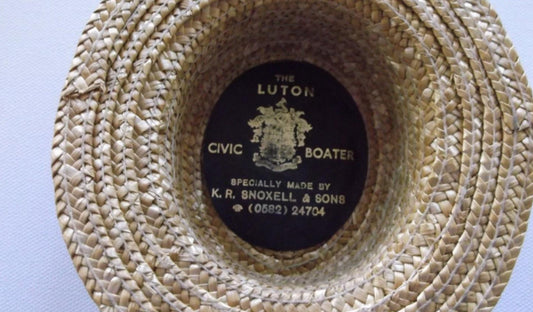 THE
LUTON
CIVIC BOATER
SPECIALLY MADE BY
K. R. SNOXELL & SONS
☎ (0582) 24704